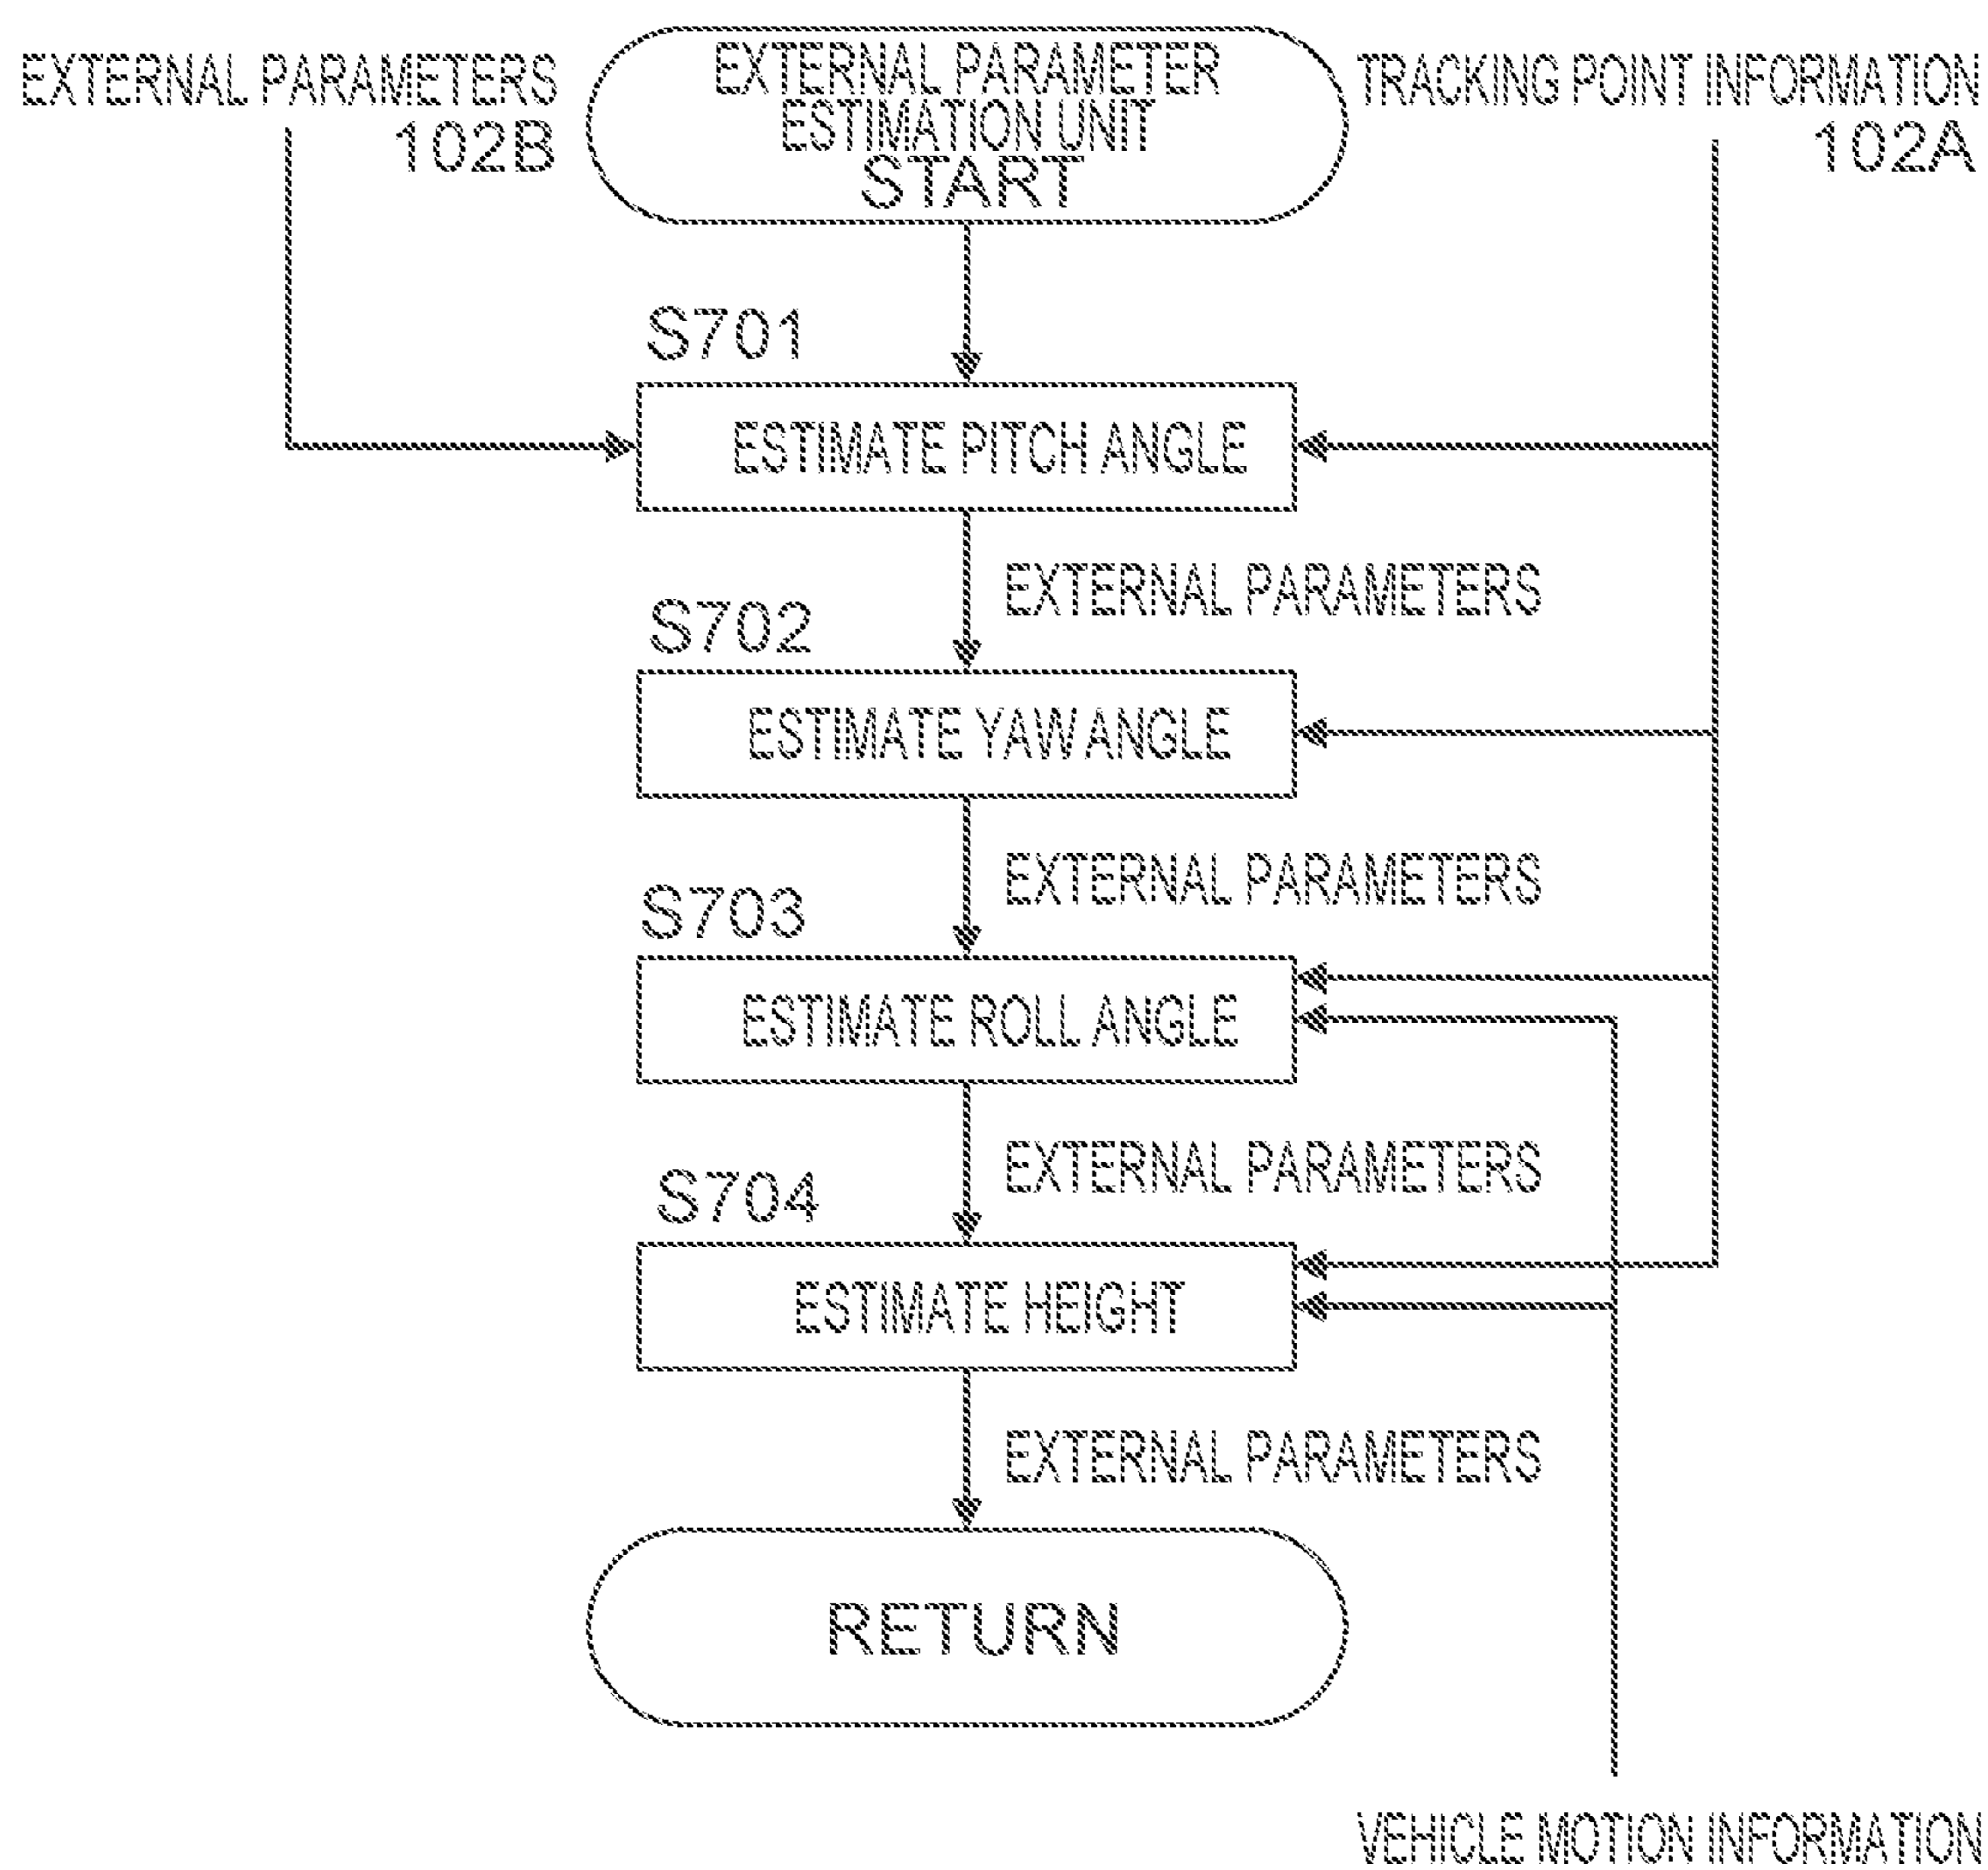 EXTERNAL PARAMETERS
102B
EXTERNAL PARAMETER
ESTIMATION UNIT
START
TRACKING POINT INFORMATION
102A
S701
ESTIMATE PITCH ANGLE
EXTERNAL PARAMETERS
S702
ESTIMATE YAW ANGLE
EXTERNAL PARAMETERS
S703
ESTIMATE ROLL ANGLE
EXTERNAL PARAMETERS
S704
ESTIMATE HEIGHT
EXTERNAL PARAMETERS
RETURN
VEHICLE MOTION INFORMATION